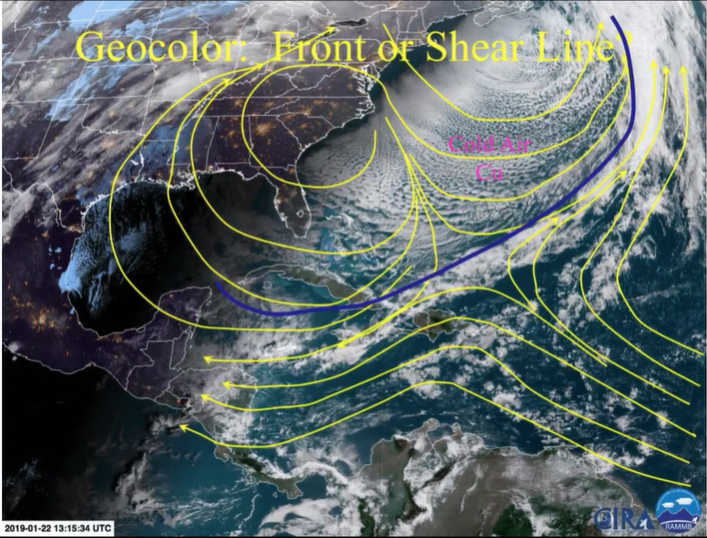 Geocolor: Front or Shear Line
Cold Air
Cu
2019-01-22 13:15:34 UTC
CIRA
RAMMB